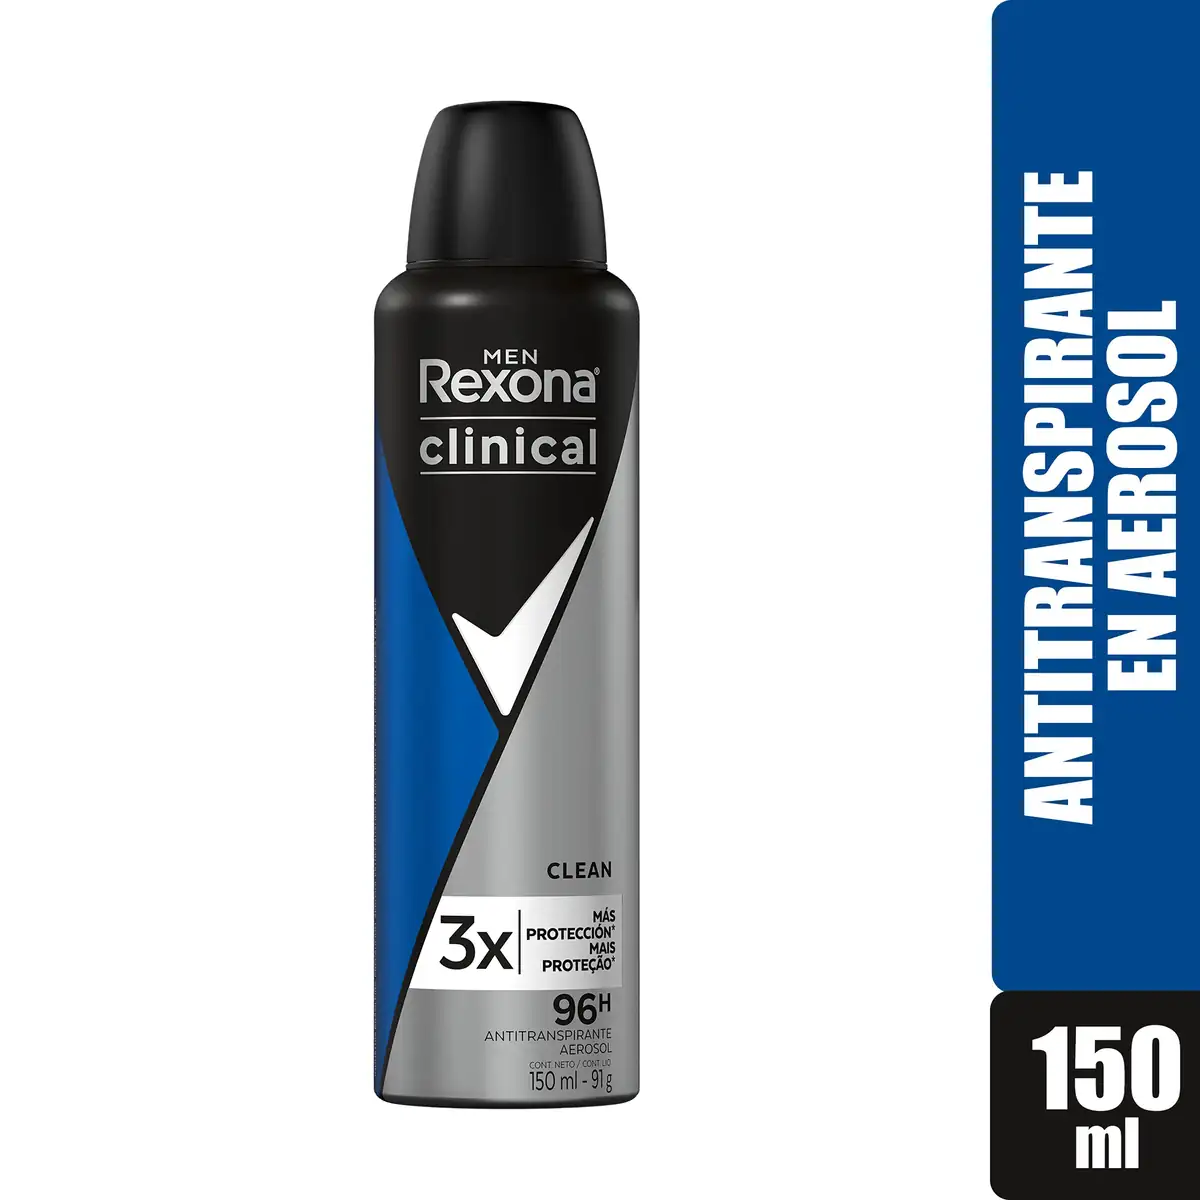 MEN
Rexona®
clinical
CLEAN
3x
MÁS
PROTECCIÓN*
MAIS
PROTEÇÃO*
96H
ANTITRANSPIRANTE
AEROSOL
CONT. NETO / CONT. LIQ
150 ml - 91 g
ANTITRANSPIRANTE
EN AEROSOL
150
ml